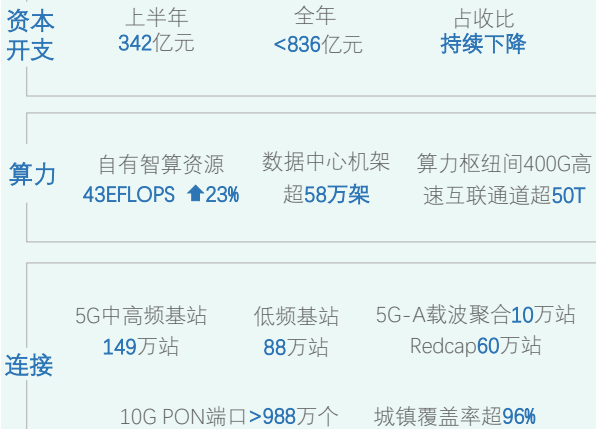 资本
开支
上半年
342亿元
全年
<836亿元
占收比
持续下降
算力
自有智算资源
43EFLOPS ⬆23%
数据中心机架
超58万架
算力枢纽间400G高
速互联通道超50T
连接
5G中高频基站
149万站
低频基站
88万站
5G-A载波聚合10万站
Redcap60万站
10G PON端口>988万个
城镇覆盖率超96%